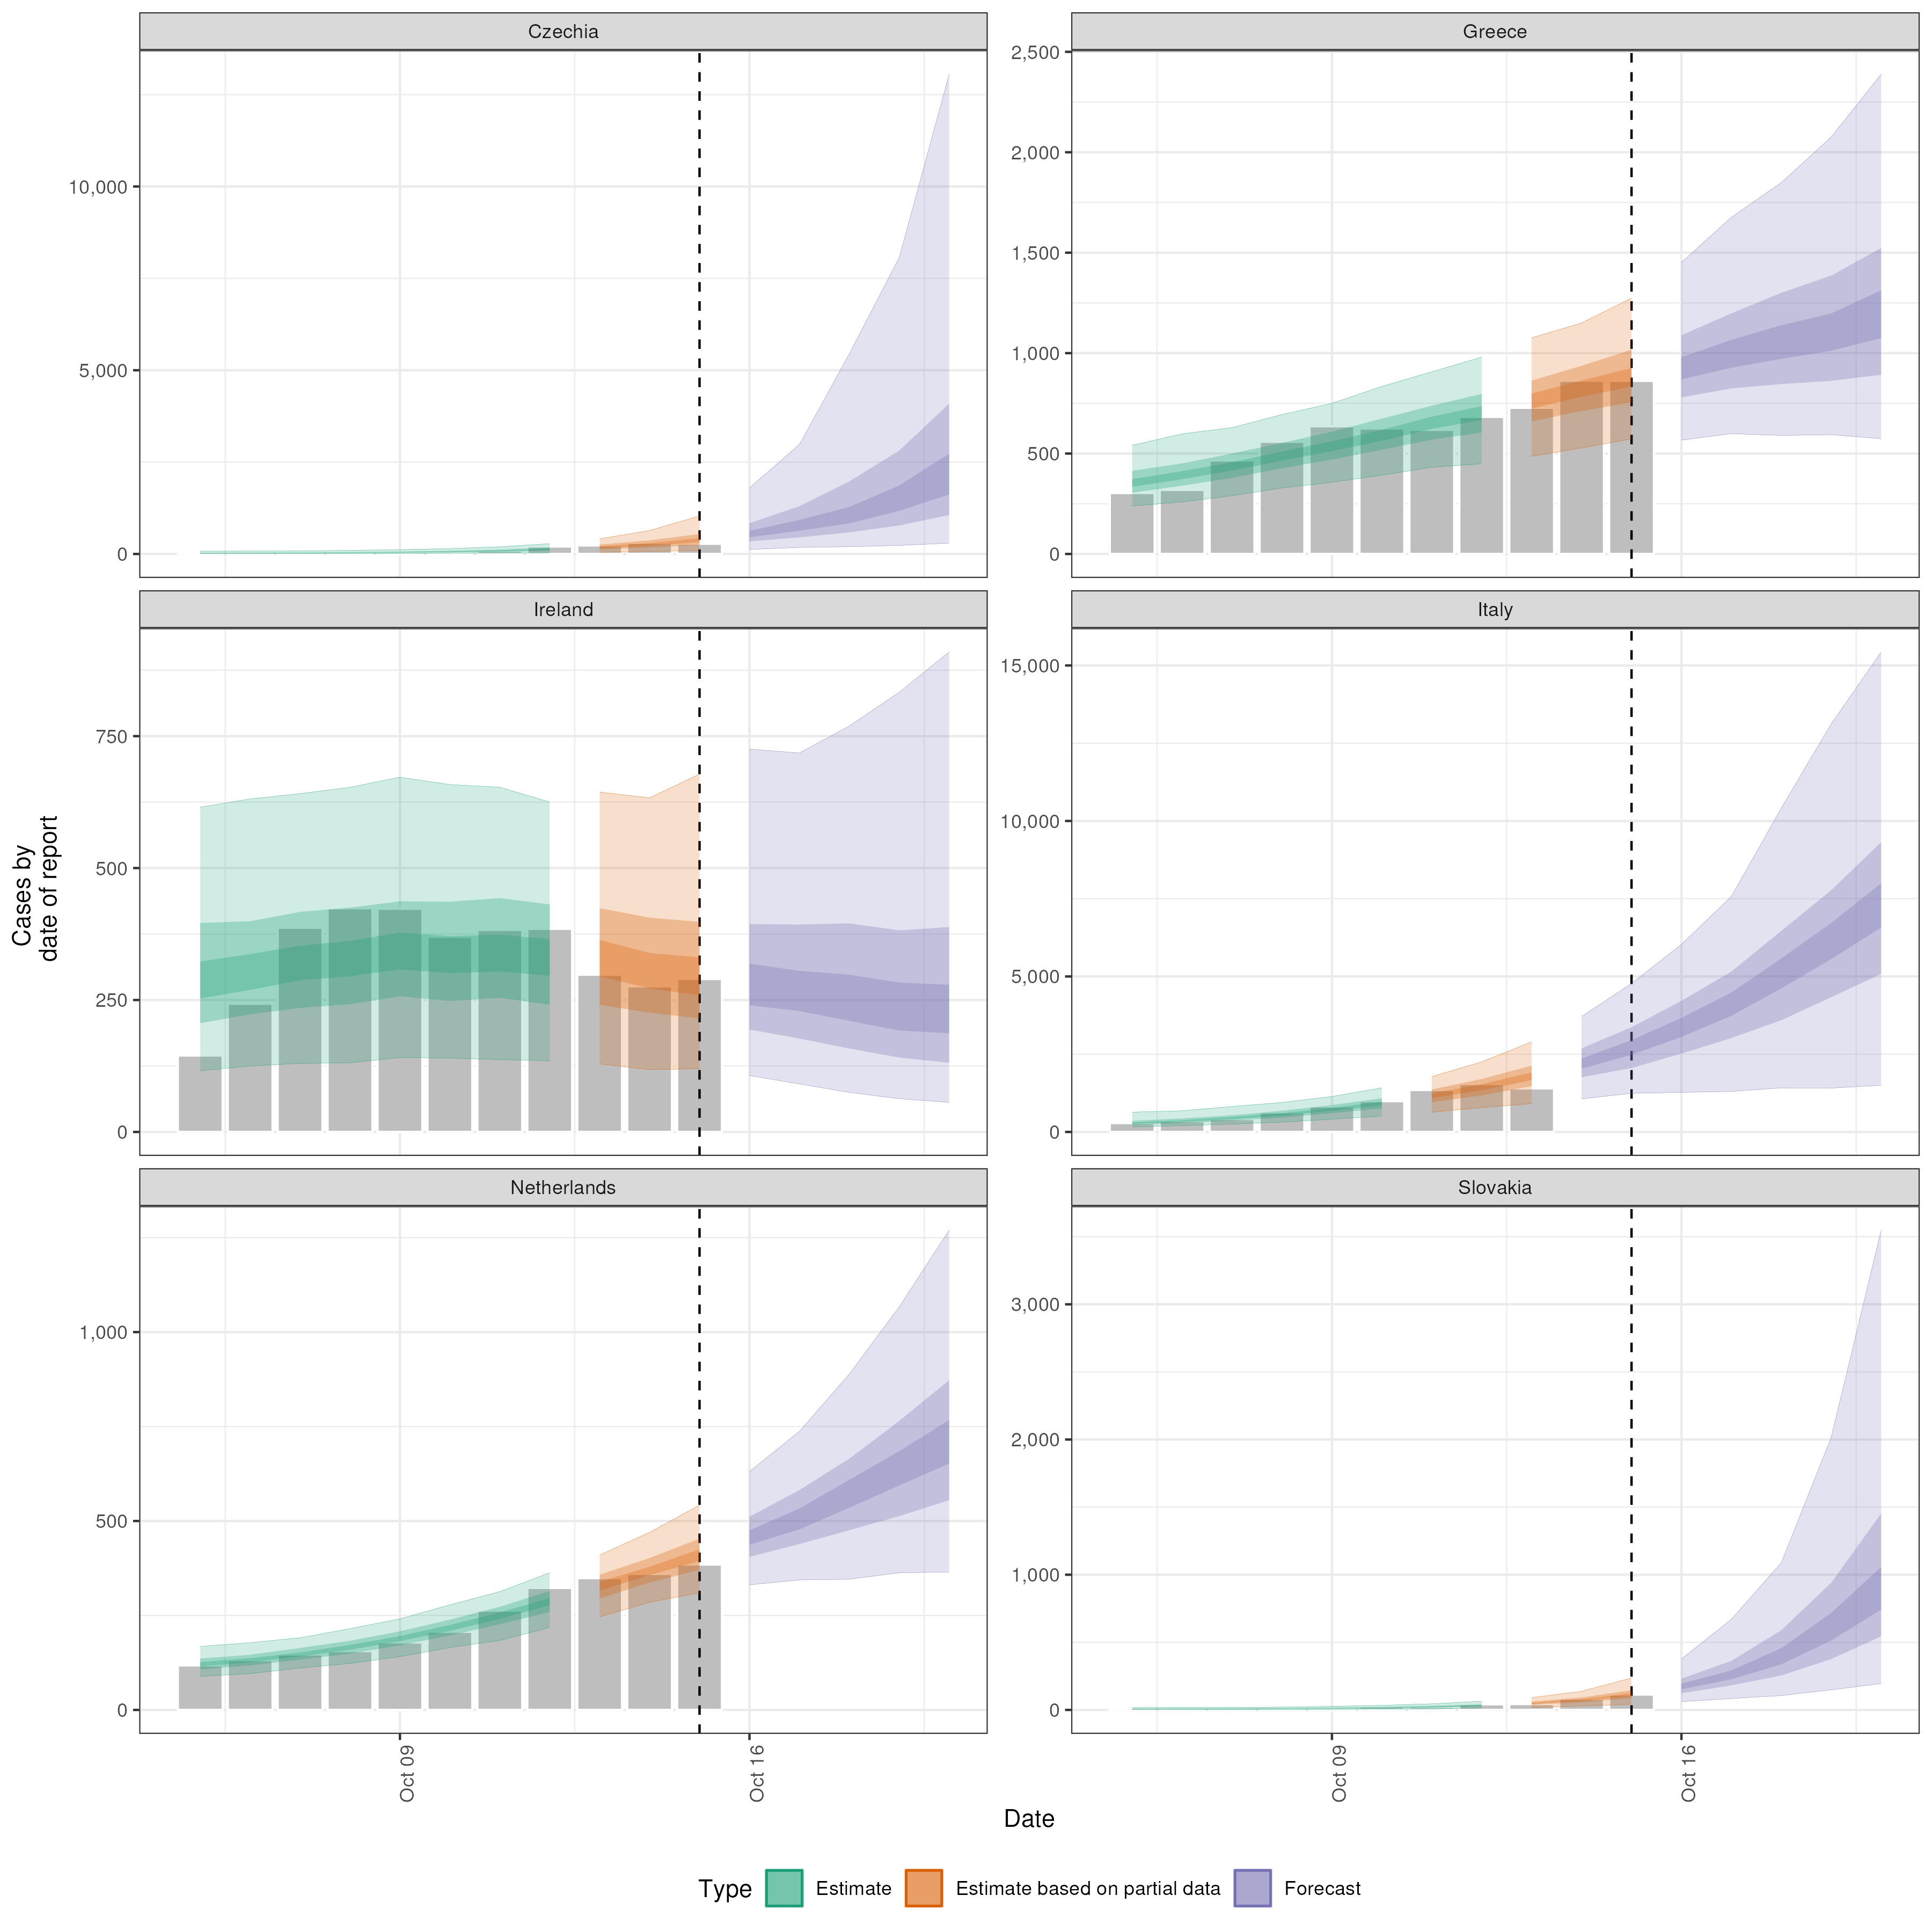 Czechia
Greece
10,000
5,000
0
2,500
2,000
1,500
1,000
500
0
Ireland
Italy
750
500
250
0
15,000
10,000
5,000
0
Netherlands
Slovakia
1,000
500
0
3,000
2,000
1,000
0
Cases by
date of report
Oct 09
Oct 16
Oct 09
Oct 16
Date
Type
Estimate
Estimate based on partial data
Forecast